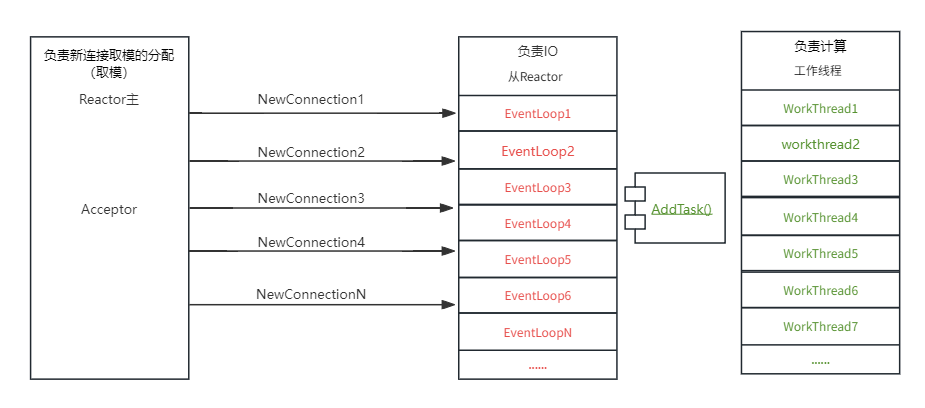 负责新连接取模的分配
（取模）
Reactor主
Acceptor
NewConnection1
NewConnection2
NewConnection3
NewConnection4
NewConnectionN
负责IO
从Reactor
EventLoop1
EventLoop2
EventLoop3
EventLoop4
EventLoop5
EventLoop6
EventLoopN
......
AddTask()
负责计算
工作线程
WorkThread1
workthread2
WorkThread3
WorkThread4
WorkThread5
WorkThread6
WorkThread7
......